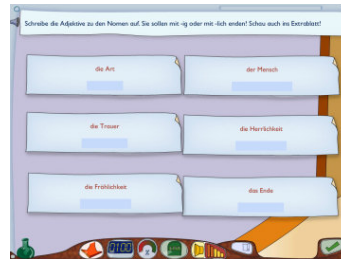 Schreibe die Adjektive zu den Nomen auf. Sie sollen mit -ig oder mit -lich enden! Schau auch ins Extrablatt!
die Art
der Mensch
die Trauer
die Herrlichkeit
die Fröhlichkeit
das Ende
0100